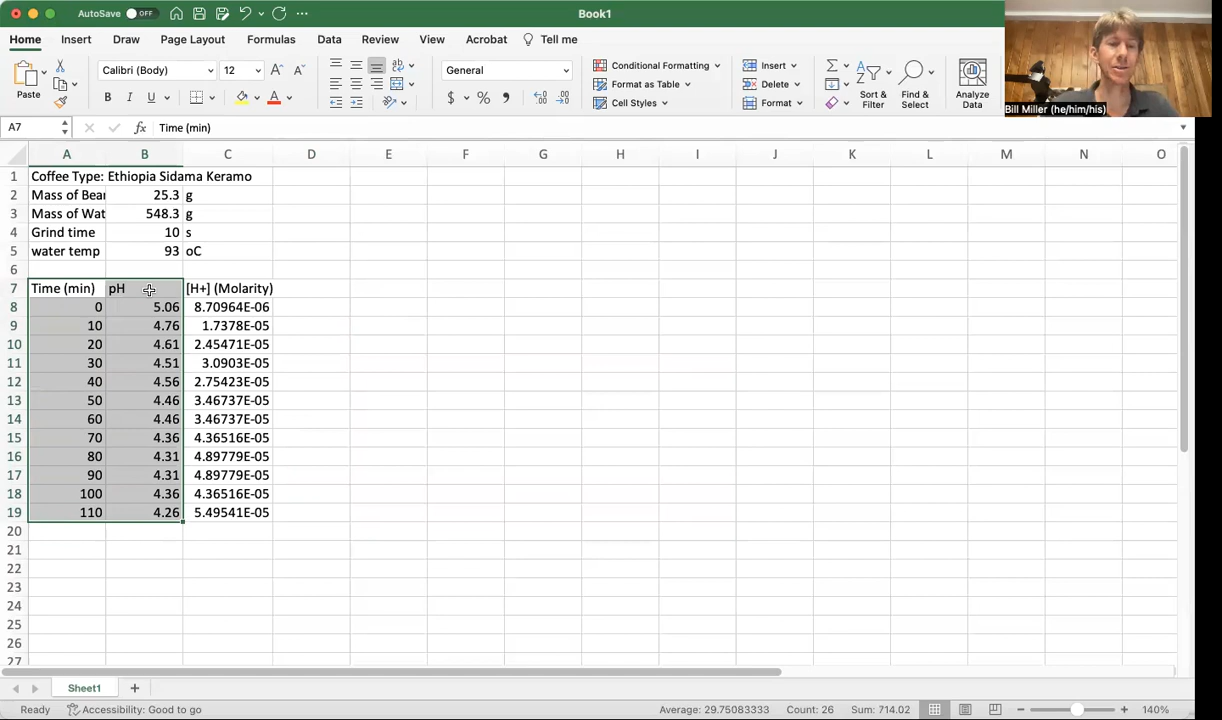 AutoSave OFF Book1
Home Insert Draw Page Layout Formulas Data Review View Acrobat Tell me
Paste Calibri (Body) 12 General Conditional Formatting Format as Table Cell Styles Insert Delete Format Sort & Filter Find & Select Analyze Data
Bill Miller (he/him/his)
A7 fx Time (min)
A B C D E F G H I J K L M N O
1 Coffee Type: Ethiopia Sidama Keramo
2 Mass of Bear 25.3 g
3 Mass of Wat 548.3 g
4 Grind time 10 s
5 water temp 93 oC
6
7 Time (min) pH [H+] (Molarity)
8 0 5.06 8.70964E-06
9 10 4.76 1.7378E-05
10 20 4.61 2.45471E-05
11 30 4.51 3.0903E-05
12 40 4.56 2.75423E-05
13 50 4.46 3.46737E-05
14 60 4.46 3.46737E-05
15 70 4.36 4.36516E-05
16 80 4.31 4.89779E-05
17 90 4.31 4.89779E-05
18 100 4.36 4.36516E-05
19 110 4.26 5.49541E-05
20
21
22
23
24
25
26
27
Sheet1
Ready Accessibility: Good to go Average: 29.75083333 Count: 26 Sum: 714.02 140%